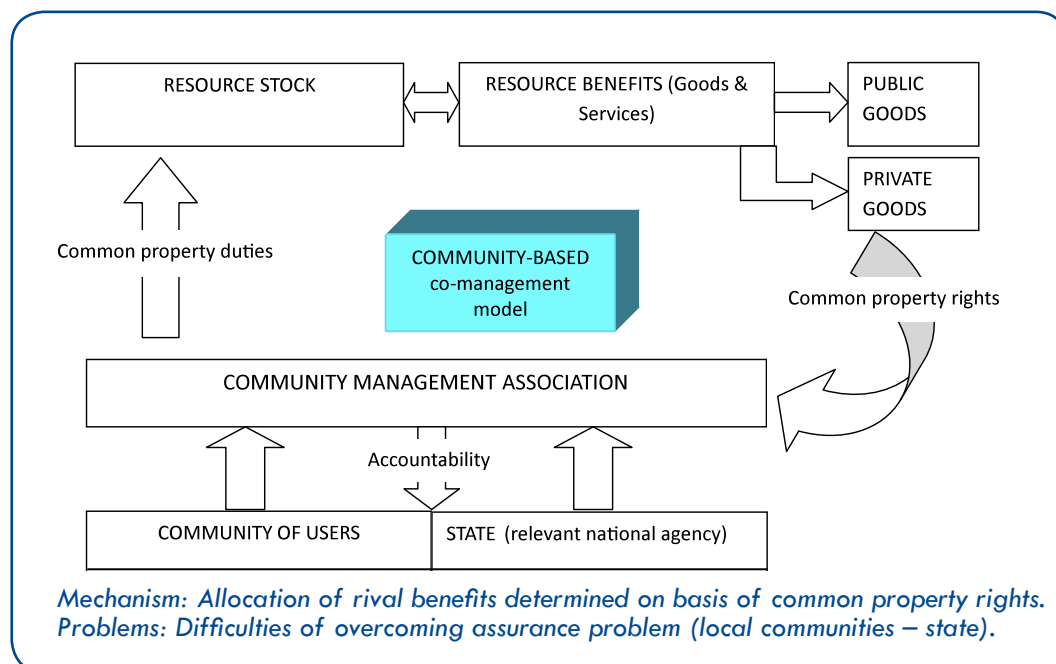 RESOURCE STOCK
RESOURCE BENEFITS (Goods &
Services)
PUBLIC
GOODS
PRIVATE
GOODS
Common property duties
COMMUNITY-BASED
co-management
model
Common property rights
COMMUNITY MANAGEMENT ASSOCIATION
Accountability
COMMUNITY OF USERS
STATE (relevant national agency)
Mechanism: Allocation of rival benefits determined on basis of common property rights.
Problems: Difficulties of overcoming assurance problem (local communities – state).